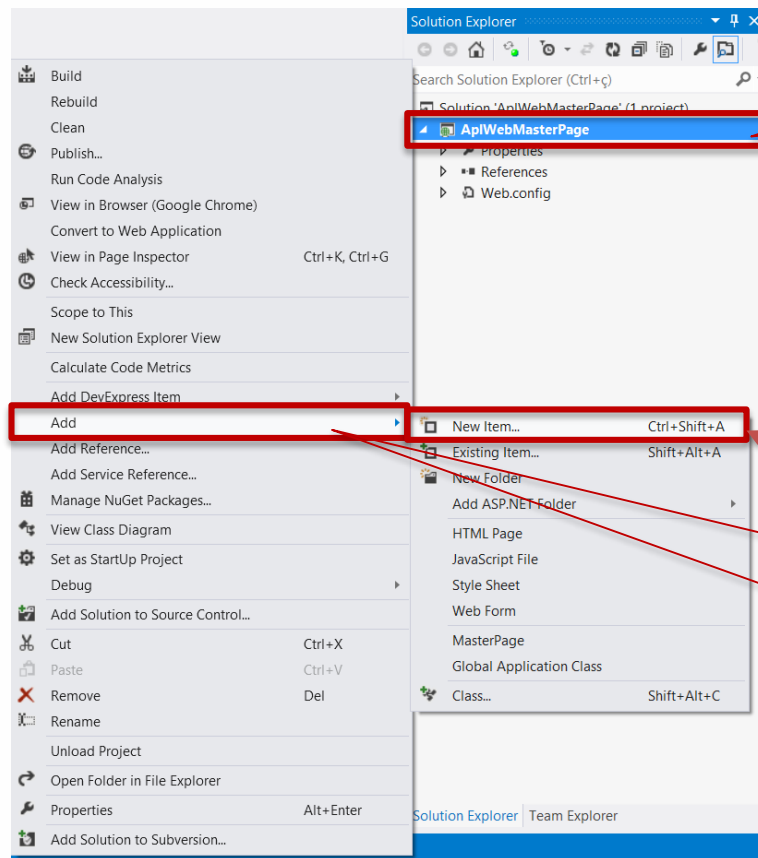 Solution Explorer
Search Solution Explorer (Ctrl+ç)
Solution 'AplWebMasterPage' (1 project)
AplWebMasterPage
Properties
References
Web.config
Build
Rebuild
Clean
Publish...
Run Code Analysis
View in Browser (Google Chrome)
Convert to Web Application
View in Page Inspector Ctrl+K, Ctrl+G
Check Accessibility...
Scope to This
New Solution Explorer View
Calculate Code Metrics
Add DevExpress Item
Add
Add Reference...
Add Service Reference...
Manage NuGet Packages...
View Class Diagram
Set as StartUp Project
Debug
Add Solution to Source Control...
Cut Ctrl+X
Paste Ctrl+V
Remove Del
Rename
Unload Project
Open Folder in File Explorer
Properties Alt+Enter
Add Solution to Subversion...
New Item... Ctrl+Shift+A
Existing Item... Shift+Alt+A
New Folder
Add ASP.NET Folder
HTML Page
JavaScript File
Style Sheet
Web Form
MasterPage
Global Application Class
Class... Shift+Alt+C
Solution Explorer Team Explorer